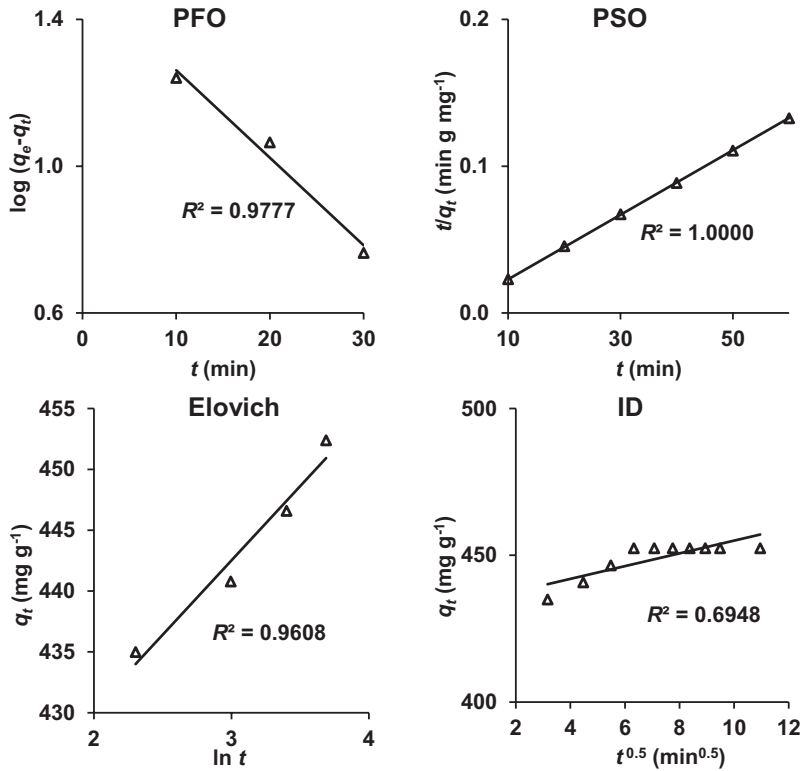 PFO
1.4
1.0
0.6
log (qₑ-qₜ)
R² = 0.9777
0 10 20 30
t (min)
PSO
0.2
0.1
0.0
t/qₜ (min g mg⁻¹)
R² = 1.0000
10 30 50
t (min)
Elovich
455
450
445
440
435
430
qₜ (mg g⁻¹)
R² = 0.9608
2 3 4
ln t
ID
500
450
400
qₜ (mg g⁻¹)
R² = 0.6948
2 4 6 8 10 12
t⁰·⁵ (min⁰·⁵)